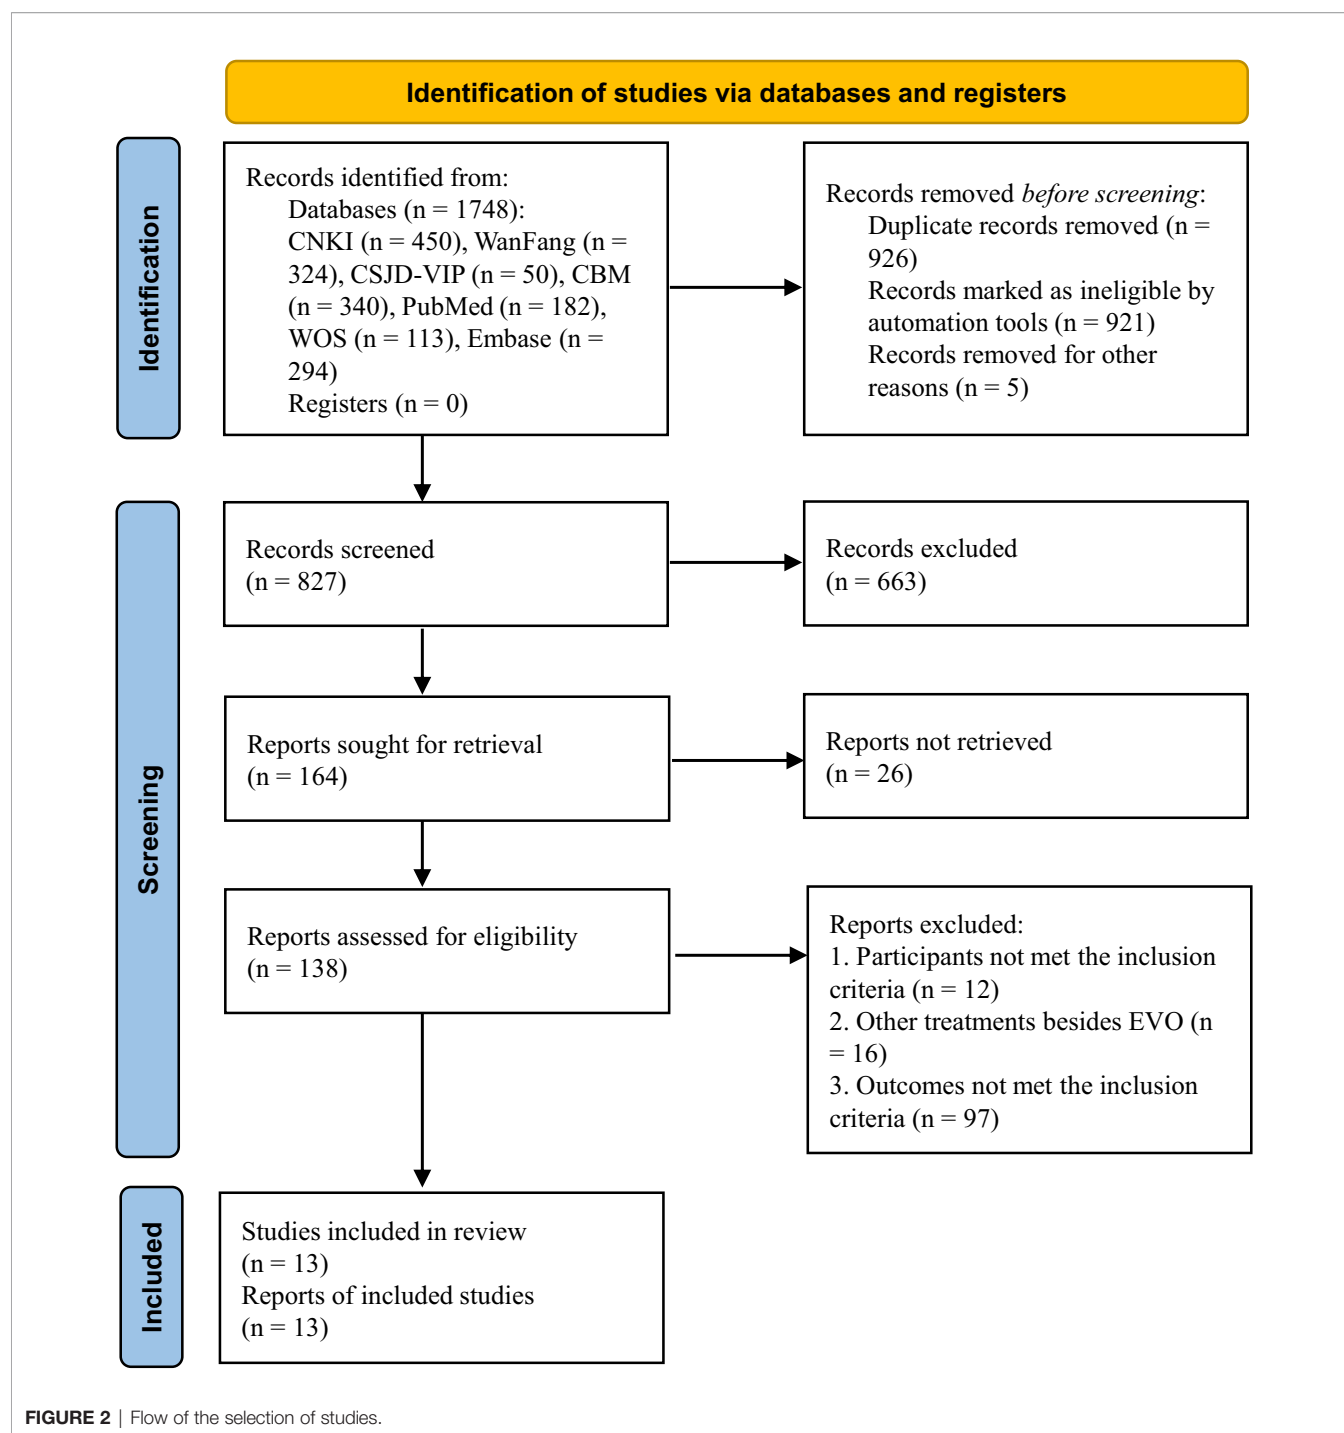 Identification of studies via databases and registers
Identification
Records identified from:
Databases (n = 1748):
CNKI (n = 450), WanFang (n =
324), CSJD-VIP (n = 50), CBM
(n = 340), PubMed (n = 182),
WOS (n = 113), Embase (n =
294)
Registers (n = 0)
Records removed before screening:
Duplicate records removed (n =
926)
Records marked as ineligible by
automation tools (n = 921)
Records removed for other
reasons (n = 5)
Screening
Records screened
(n = 827)
Records excluded
(n = 663)
Reports sought for retrieval
(n = 164)
Reports not retrieved
(n = 26)
Reports assessed for eligibility
(n = 138)
Reports excluded:
1. Participants not met the inclusion
criteria (n = 12)
2. Other treatments besides EVO (n
= 16)
3. Outcomes not met the inclusion
criteria (n = 97)
Included
Studies included in review
(n = 13)
Reports of included studies
(n = 13)
FIGURE 2 | Flow of the selection of studies.